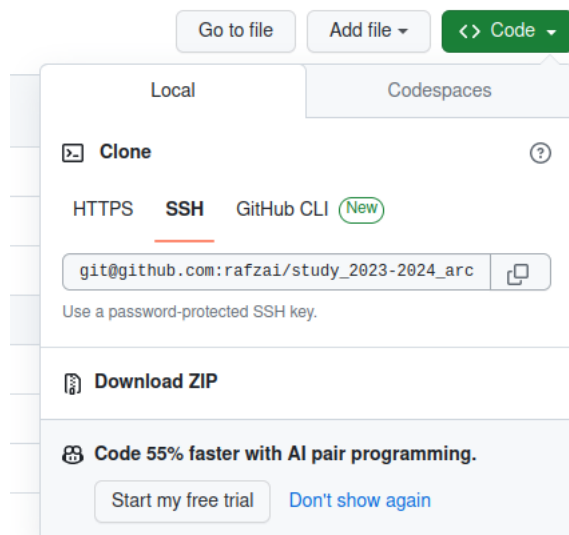 Go to file Add file Code
Local Codespaces
Clone
HTTPS SSH GitHub CLI New
git@github.com:rafzai/study_2023-2024_arc
Use a password-protected SSH key.
Download ZIP
Code 55% faster with AI pair programming.
Start my free trial Don't show again